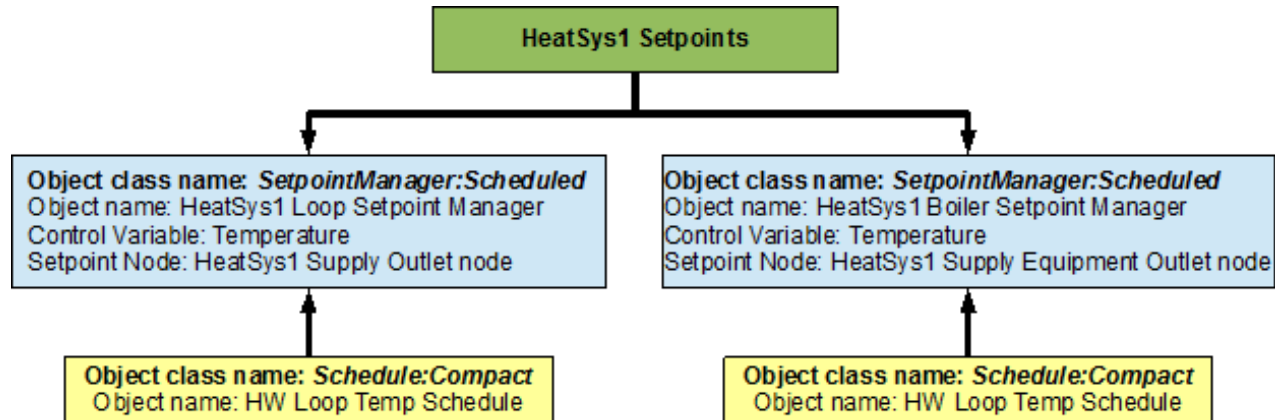 HeatSys1 Setpoints
Object class name: SetpointManager:Scheduled
Object name: HeatSys1 Loop Setpoint Manager
Control Variable: Temperature
Setpoint Node: HeatSys1 Supply Outlet node
Object class name: SetpointManager:Scheduled
Object name: HeatSys1 Boiler Setpoint Manager
Control Variable: Temperature
Setpoint Node: HeatSys1 Supply Equipment Outlet node
Object class name: Schedule:Compact
Object name: HW Loop Temp Schedule
Object class name: Schedule:Compact
Object name: HW Loop Temp Schedule